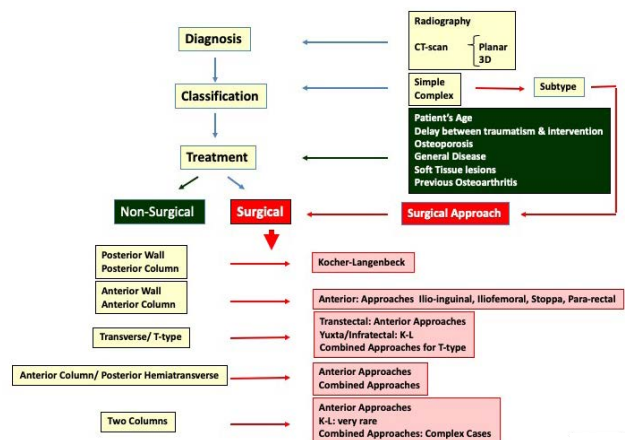 Diagnosis
Radiography
CT-scan
Planar
3D
Classification
Simple
Complex
Subtype
Treatment
Patient's Age
Delay between traumatism & intervention
Osteoporosis
General Disease
Soft Tissue lesions
Previous Osteoarthritis
Non-Surgical
Surgical
Surgical Approach
Posterior Wall
Posterior Column
Kocher-Langenbeck
Anterior Wall
Anterior Column
Anterior: Approaches Ilio-inguinal, Iliofemoral, Stoppa, Para-rectal
Transverse/ T-type
Transtectal: Anterior Approaches
Yuxta/Infratectal: K-L
Combined Approaches for T-type
Anterior Column/ Posterior Hemiatransverse
Anterior Approaches
Combined Approaches
Two Columns
Anterior Approaches
K-L: very rare
Combined Approaches: Complex Cases